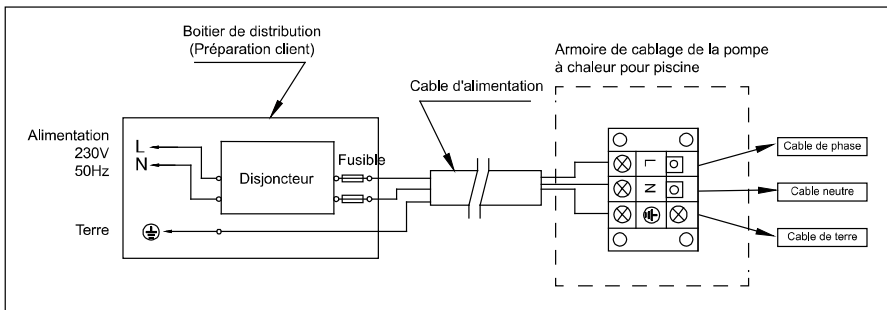 Boitier de distribution
(Préparation client)
Armoire de cablage de la pompe
à chaleur pour piscine
Cable d'alimentation
Alimentation
230V
50Hz
L
N
Disjoncteur
Fusible
Terre
L
N
Cable de phase
Cable neutre
Cable de terre